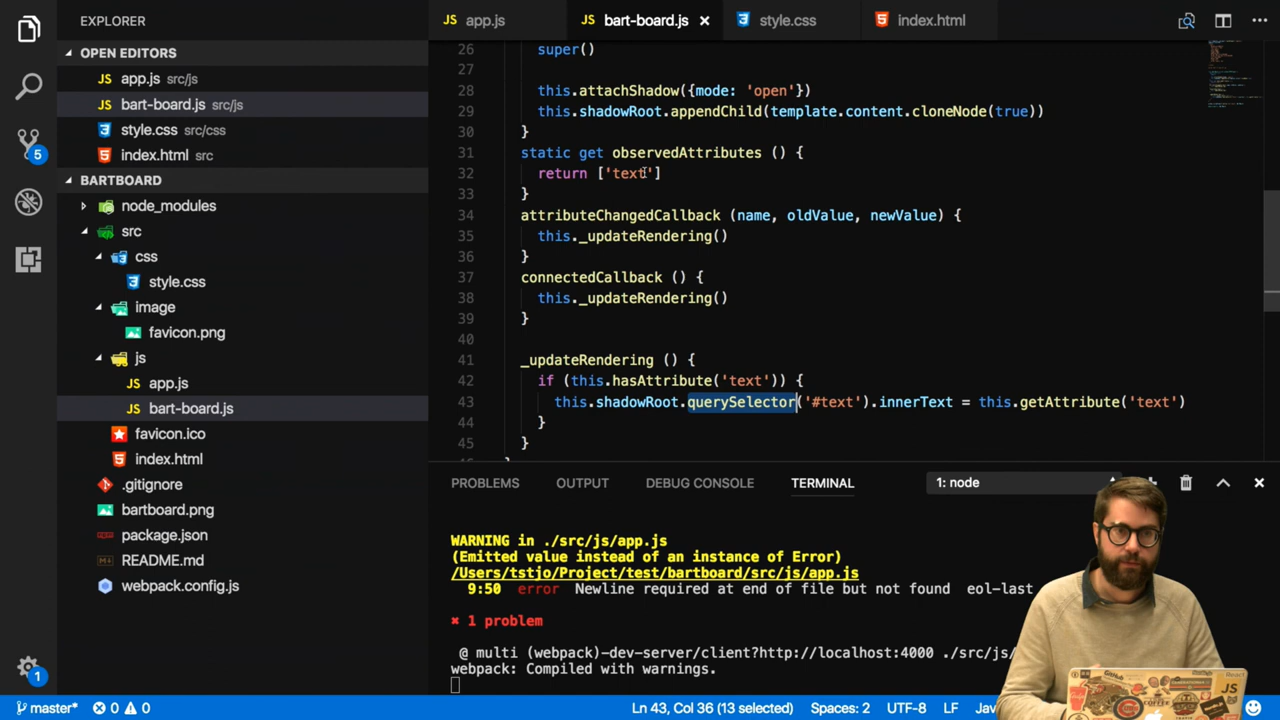 EXPLORER
OPEN EDITORS
JS app.js src/js
JS bart-board.js src/js
style.css src/css
index.html src
BARTBOARD
node_modules
src
css
style.css
image
favicon.png
js
JS app.js
JS bart-board.js
favicon.ico
index.html
.gitignore
bartboard.png
package.json
README.md
webpack.config.js
5
1
JS app.js
JS bart-board.js
style.css
index.html
26 super()
27
28 this.attachShadow({mode: 'open'})
29 this.shadowRoot.appendChild(template.content.cloneNode(true))
30 }
31 static get observedAttributes () {
32 return ['text']
33 }
34 attributeChangedCallback (name, oldValue, newValue) {
35 this._updateRendering()
36 }
37 connectedCallback () {
38 this._updateRendering()
39 }
40
41 _updateRendering () {
42 if (this.hasAttribute('text')) {
43 this.shadowRoot.querySelector('#text').innerText = this.getAttribute('text')
44 }
45 }
PROBLEMS OUTPUT DEBUG CONSOLE TERMINAL 1: node
WARNING in ./src/js/app.js
(Emitted value instead of an instance of Error)
/Users/tstjo/Project/test/bartboard/src/js/app.js
9:50 error Newline required at end of file but not found eol-last
✖ 1 problem
@ multi (webpack)-dev-server/client?http://localhost:4000 ./src/js/
webpack: Compiled with warnings.
master* 0 0 Ln 43, Col 36 (13 selected) Spaces: 2 UTF-8 LF
GitHub
JS